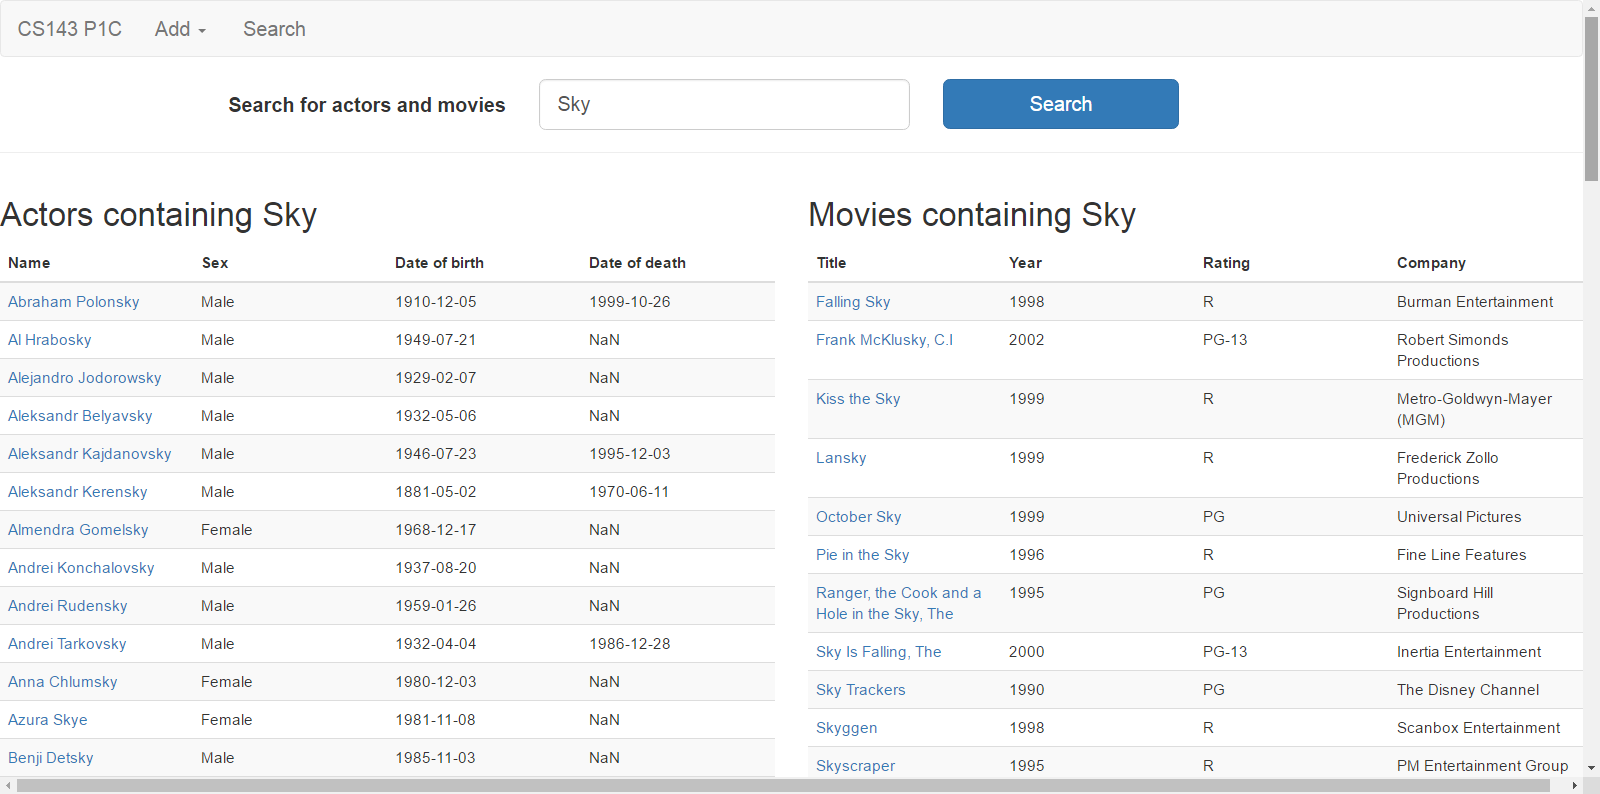 CS143 P1C Add Search
Search for actors and movies Sky Search
Actors containing Sky
Name Sex Date of birth Date of death
Abraham Polonsky Male 1910-12-05 1999-10-26
Al Hrabosky Male 1949-07-21 NaN
Alejandro Jodorowsky Male 1929-02-07 NaN
Aleksandr Belyavsky Male 1932-05-06 NaN
Aleksandr Kajdanovsky Male 1946-07-23 1995-12-03
Aleksandr Kerensky Male 1881-05-02 1970-06-11
Almendra Gomelsky Female 1968-12-17 NaN
Andrei Konchalovsky Male 1937-08-20 NaN
Andrei Rudensky Male 1959-01-26 NaN
Andrei Tarkovsky Male 1932-04-04 1986-12-28
Anna Chlumsky Female 1980-12-03 NaN
Azura Skye Female 1981-11-08 NaN
Benji Detsky Male 1985-11-03 NaN
Movies containing Sky
Title Year Rating Company
Falling Sky 1998 R Burman Entertainment
Frank McKlusky, C.I 2002 PG-13 Robert Simonds
Productions
Kiss the Sky 1999 R Metro-Goldwyn-Mayer
(MGM)
Lansky 1999 R Frederick Zollo
Productions
October Sky 1999 PG Universal Pictures
Pie in the Sky 1996 R Fine Line Features
Ranger, the Cook and a 1995 PG Signboard Hill
Hole in the Sky, The Productions
Sky Is Falling, The 2000 PG-13 Inertia Entertainment
Sky Trackers 1990 PG The Disney Channel
Skyggen 1998 R Scanbox Entertainment
Skyscraper 1995 R PM Entertainment Group